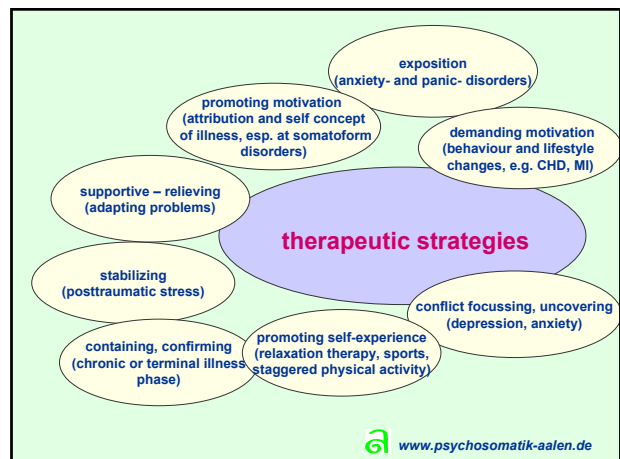 exposition
(anxiety- and panic- disorders)
promoting motivation
(attribution and self concept
of illness, esp. at somatoform
disorders)
demanding motivation
(behaviour and lifestyle
changes, e.g. CHD, MI)
supportive – relieving
(adapting problems)
therapeutic strategies
stabilizing
(posttraumatic stress)
conflict focussing, uncovering
(depression, anxiety)
containing, confirming
(chronic or terminal illness
phase)
promoting self-experience
(relaxation therapy, sports,
staggered physical activity)
a www.psychosomatik-aalen.de